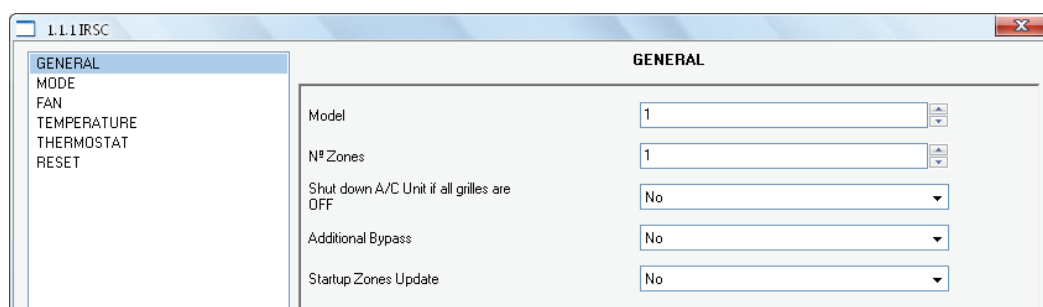 1.1.1 IRSC
GENERAL
MODE
FAN
TEMPERATURE
THERMOSTAT
RESET
GENERAL
Model 1
Nº Zones 1
Shut down A/C Unit if all grilles are
OFF No
Additional Bypass No
Startup Zones Update No